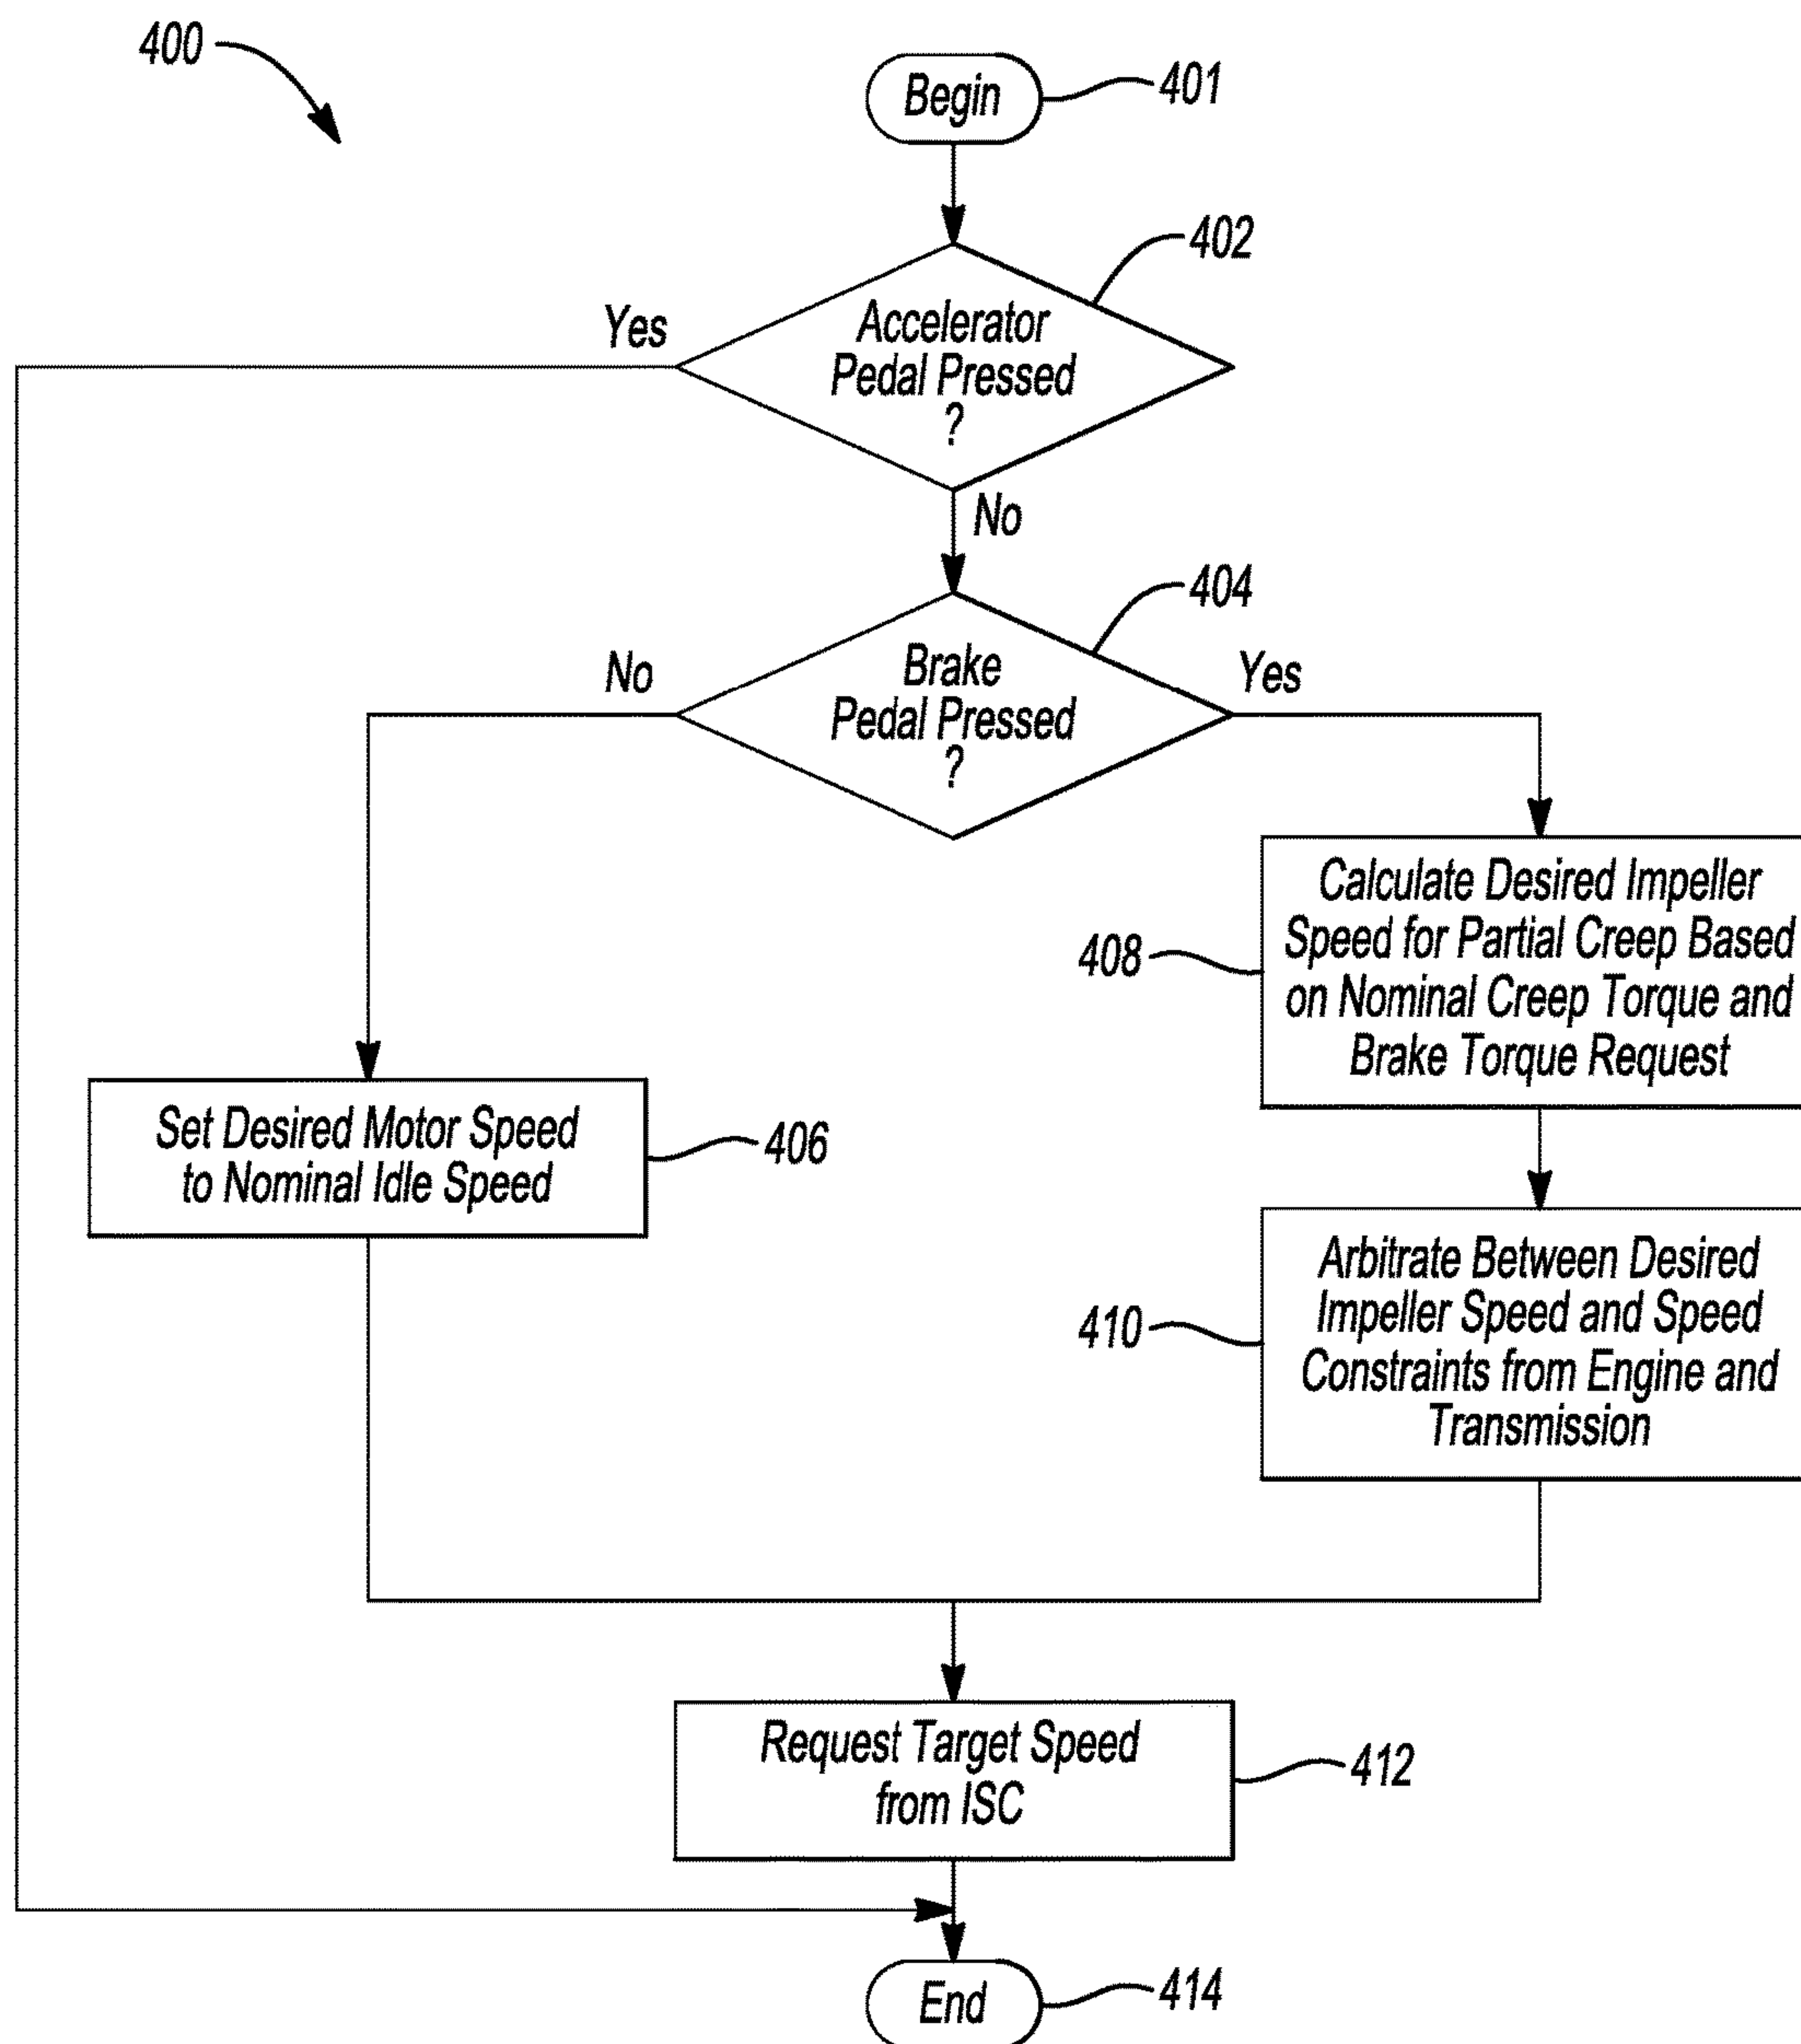 400
Begin
401
402
Yes
Accelerator
Pedal Pressed
?
No
404
No
Brake
Pedal Pressed
?
Yes
Calculate Desired Impeller
Speed for Partial Creep Based
on Nominal Creep Torque and
Brake Torque Request
408
Set Desired Motor Speed
to Nominal Idle Speed
406
Arbitrate Between Desired
Impeller Speed and Speed
Constraints from Engine and
Transmission
410
Request Target Speed
from ISC
412
End
414